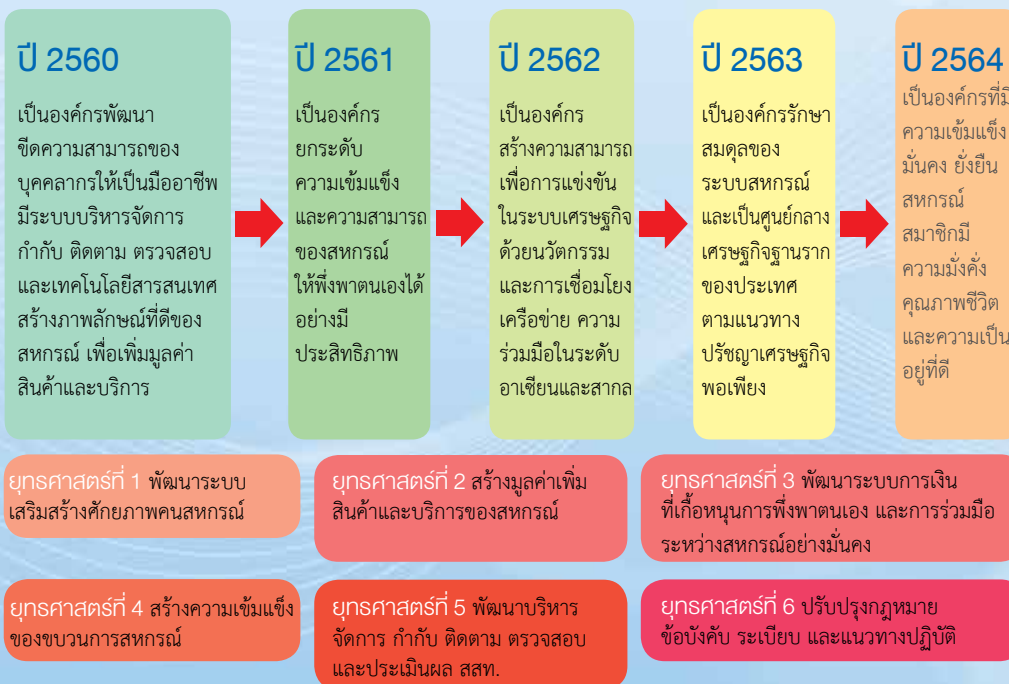 ปี 2560
เป็นองค์กรพัฒนา
ขีดความสามารถของ
บุคคลากรให้เป็นมืออาชีพ
มีระบบบริหารจัดการ
กำกับ ติดตาม ตรวจสอบ
และเทคโนโลยีสารสนเทศ
สร้างภาพลักษณ์ที่ดีของ
สหกรณ์ เพื่อเพิ่มมูลค่า
สินค้าและบริการ
ปี 2561
เป็นองค์กร
ยกระดับ
ความเข้มแข็ง
และความสามารถ
ของสหกรณ์
ให้พึ่งพาตนเองได้
อย่างมี
ประสิทธิภาพ
ปี 2562
เป็นองค์กร
สร้างความสามารถ
เพื่อการแข่งขัน
ในระบบเศรษฐกิจ
ด้วยนวัตกรรม
และการเชื่อมโยง
เครือข่าย ความ
ร่วมมือในระดับ
อาเซียนและสากล
ปี 2563
เป็นองค์กรรักษา
สมดุลของ
ระบบสหกรณ์
และเป็นศูนย์กลาง
เศรษฐกิจฐานราก
ของประเทศ
ตามแนวทาง
ปรัชญาเศรษฐกิจ
พอเพียง
ปี 2564
เป็นองค์กรที่มี
ความเข้มแข็ง
มั่นคง ยั่งยืน
สหกรณ์
สมาชิกมี
ความมั่งคั่ง
คุณภาพชีวิต
และความเป็น
อยู่ที่ดี
ยุทธศาสตร์ที่ 1 พัฒนาระบบ
เสริมสร้างศักยภาพคนสหกรณ์
ยุทธศาสตร์ที่ 2 สร้างมูลค่าเพิ่ม
สินค้าและบริการของสหกรณ์
ยุทธศาสตร์ที่ 3 พัฒนาระบบการเงิน
ที่เกื้อหนุนการพึ่งพาตนเอง และการร่วมมือ
ระหว่างสหกรณ์อย่างมั่นคง
ยุทธศาสตร์ที่ 4 สร้างความเข้มแข็ง
ของขบวนการสหกรณ์
ยุทธศาสตร์ที่ 5 พัฒนาบริหาร
จัดการ กำกับ ติดตาม ตรวจสอบ
และประเมินผล สสท.
ยุทธศาสตร์ที่ 6 ปรับปรุงกฎหมาย
ข้อบังคับ ระเบียบ และแนวทางปฏิบัติ